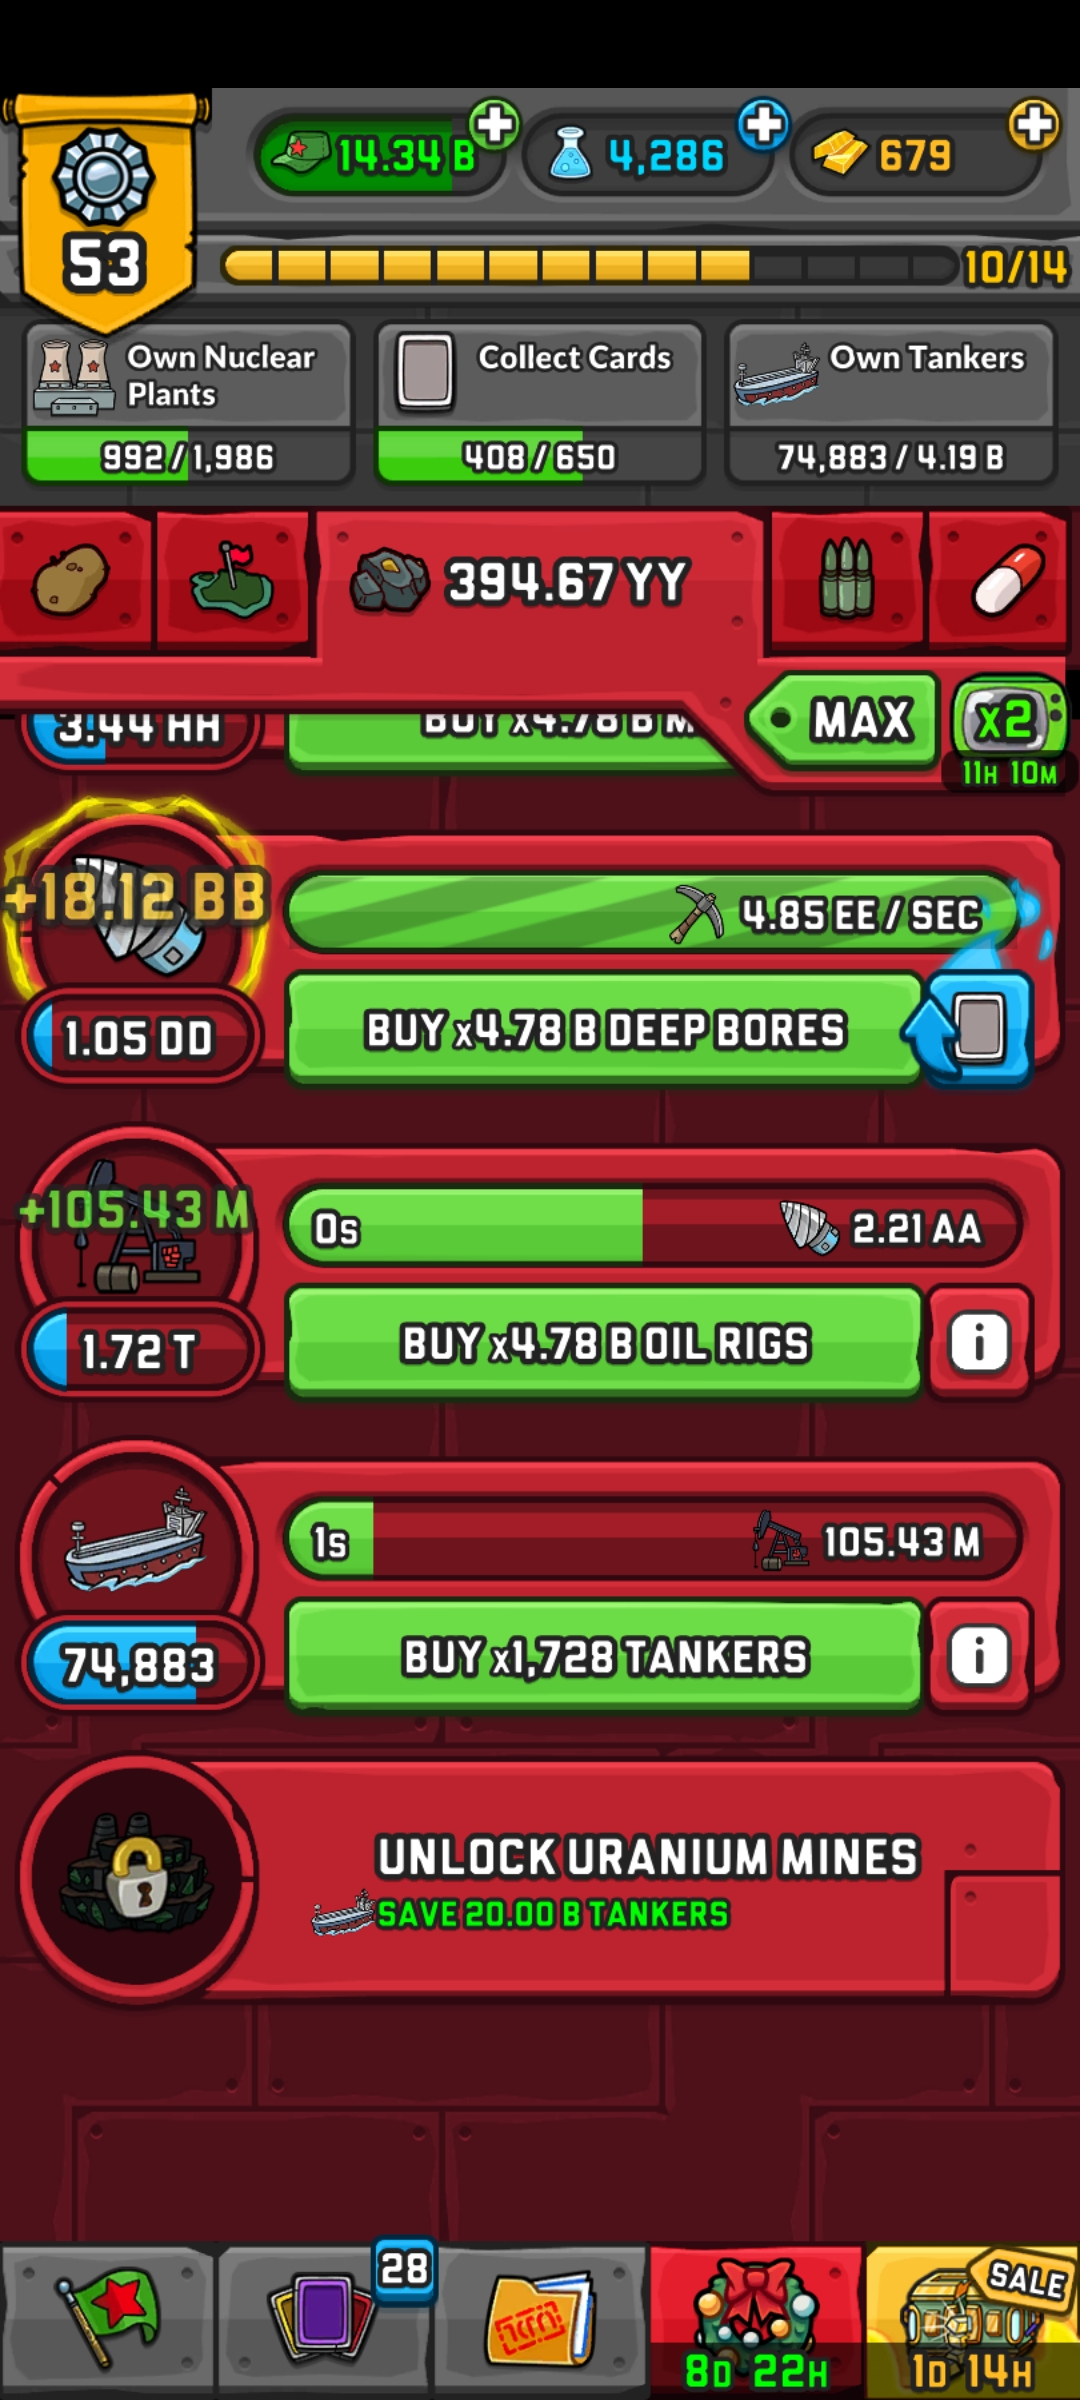 14.34 B
4,286
679
53
10/14
Own Nuclear
Plants
992/1,986
Collect Cards
408/650
Own Tankers
74,883/4.19 B
394.67 YY
MAX
x2
11H 10M
3.44 HH
BUY x4.78 B M
+18.12 BB
4.85 EE / SEC
1.05 DD
BUY x4.78 B DEEP BORES
+105.43 M
0s
2.21 AA
1.72 T
BUY x4.78 B OIL RIGS
i
1s
105.43 M
74,883
BUY x1,728 TANKERS
i
UNLOCK URANIUM MINES
SAVE 20.00 B TANKERS
28
SALE
8D 22H
1D 14H